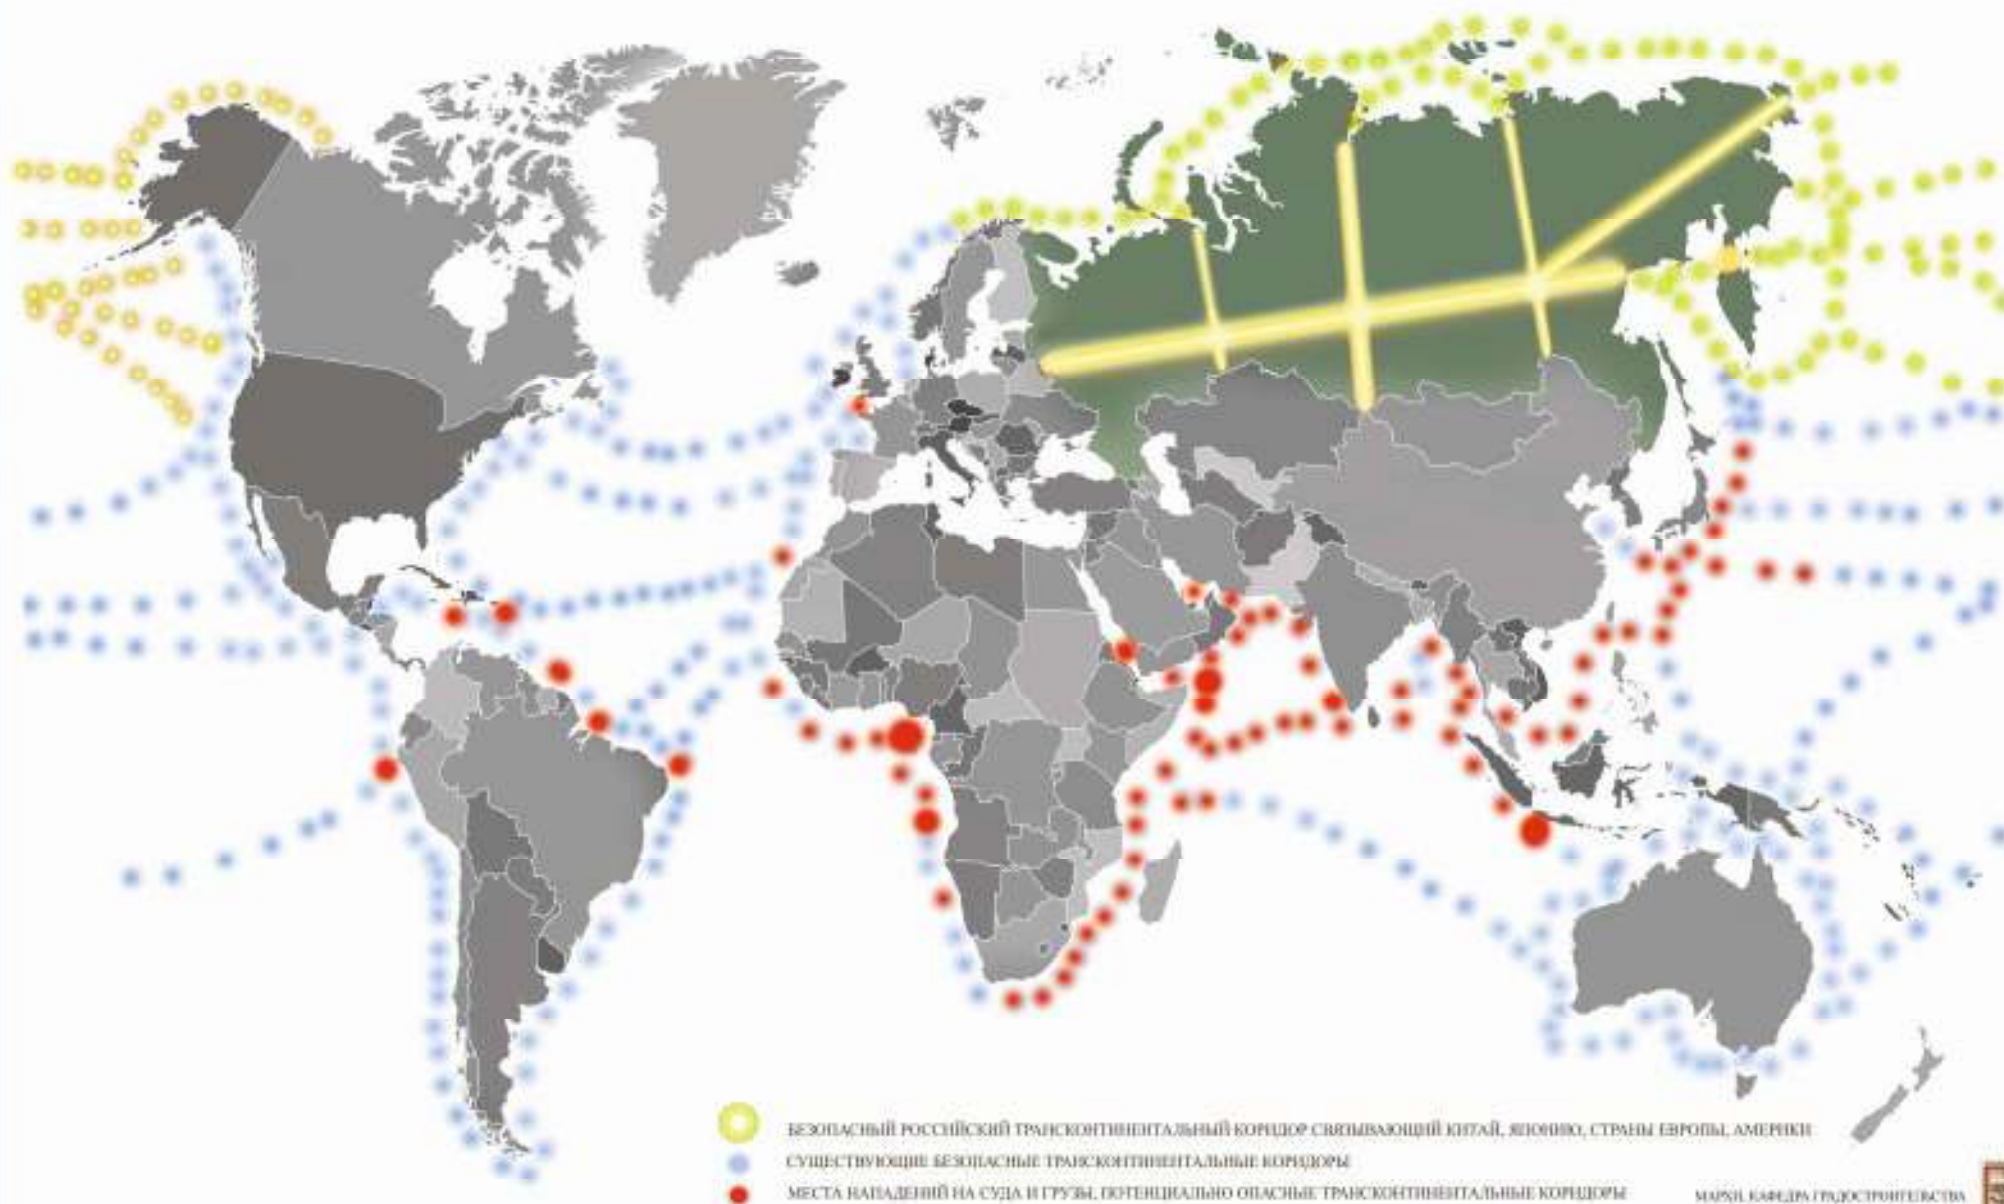 БЕЗОПАСНЫЙ РОССИЙСКИЙ ТРАНСКОНТИНЕНТАЛЬНЫЙ КОРИДОР СВЯЗЫВАЮЩИЙ КИТАЙ, ЯПОНИЮ, СТРАНЫ ЕВРОПЫ, АМЕРИКИ
СУЩЕСТВУЮЩИЕ БЕЗОПАСНЫЕ ТРАНСКОНТИНЕНТАЛЬНЫЕ КОРИДОРЫ
МЕСТА НАПАДЕНИЙ НА СУДА И ГРУЗЫ, ПОТЕНЦИАЛЬНО ОПАСНЫЕ ТРАНСКОНТИНЕНТАЛЬНЫЕ КОРИДОРЫ
МАРХИ, КАФЕДРА ГРАДОСТРОИТЕЛЬСТВА